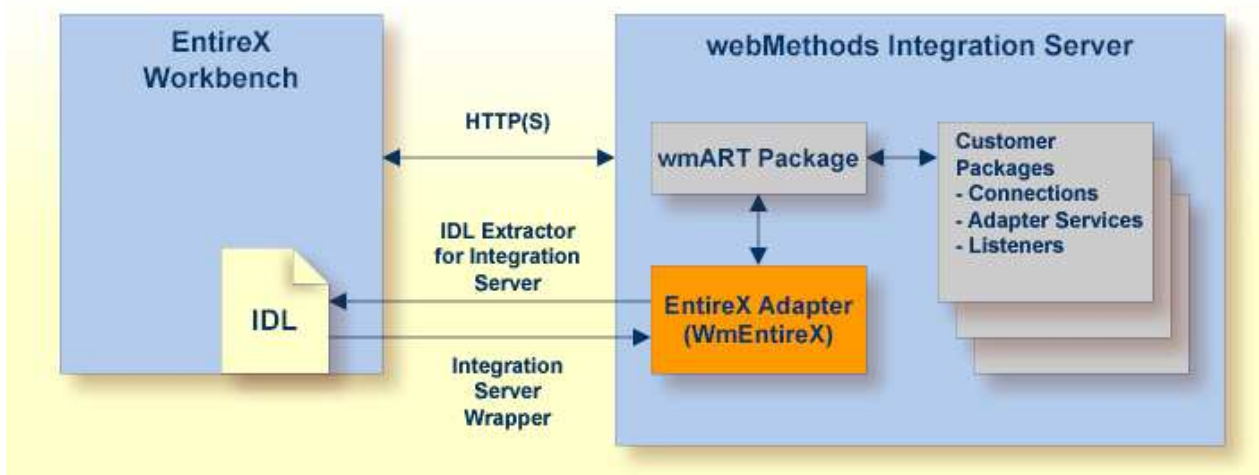 EntireX
Workbench
webMethods Integration Server
HTTP(S)
wmART Package
Customer
Packages
- Connections
- Adapter Services
- Listeners
IDL Extractor
for Integration
Server
IDL
EntireX Adapter
(WmEntireX)
Integration
Server
Wrapper